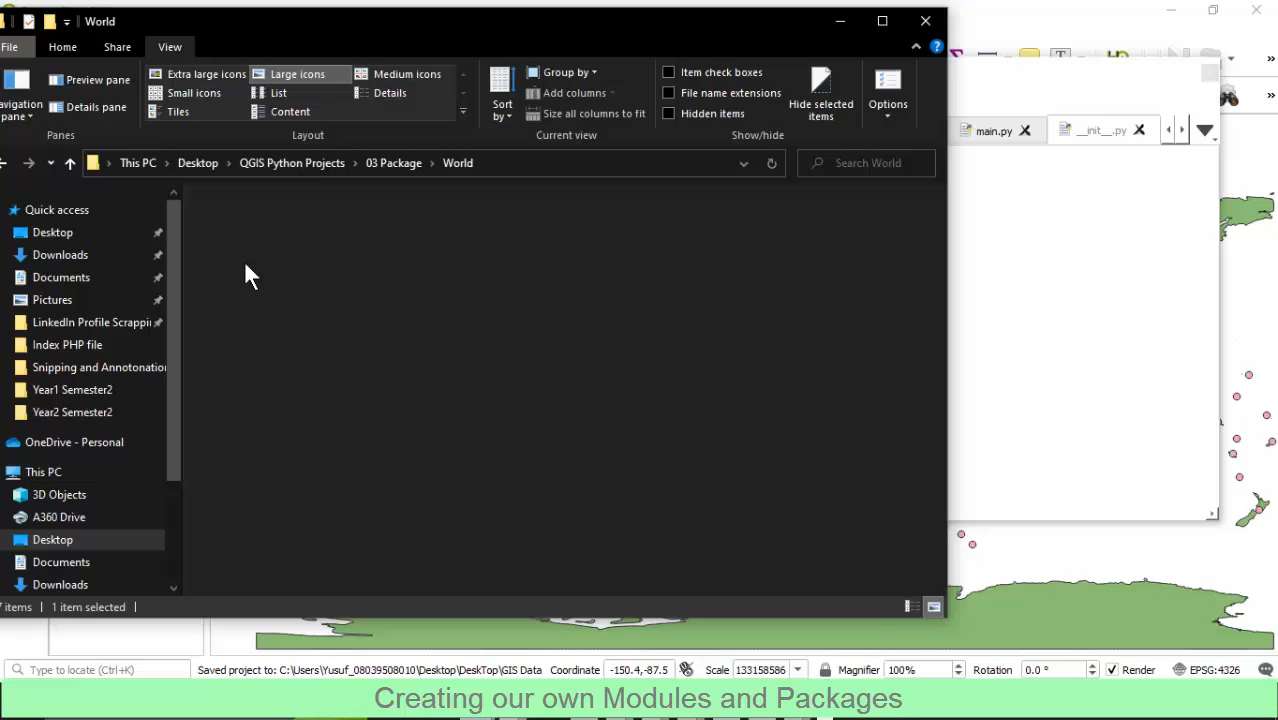 World
File Home Share View
Preview pane
Details pane
Navigation pane
Panes
Extra large icons Large icons Medium icons
Small icons List Details
Tiles Content
Layout
Sort by
Group by
Add columns
Size all columns to fit
Current view
Item check boxes
File name extensions
Hidden items
Hide selected items
Show/hide
Options
main.py __init__.py
This PC Desktop QGIS Python Projects 03 Package World
Search World
Quick access
Desktop
Downloads
Documents
Pictures
LinkedIn Profile Scrappi
Index PHP file
Snipping and Annotonation
Year1 Semester2
Year2 Semester2
OneDrive - Personal
This PC
3D Objects
A360 Drive
Desktop
Documents
Downloads
7 items 1 item selected
Type to locate (Ctrl+K) Saved project to: C:\Users\Yusuf_08039508010\Desktop\DeskTop\GIS Data Coordinate -150.4,-87.5 Scale 133158586 Magnifier 100% Rotation 0.0 ° Render EPSG:4326
Creating our own Modules and Packages